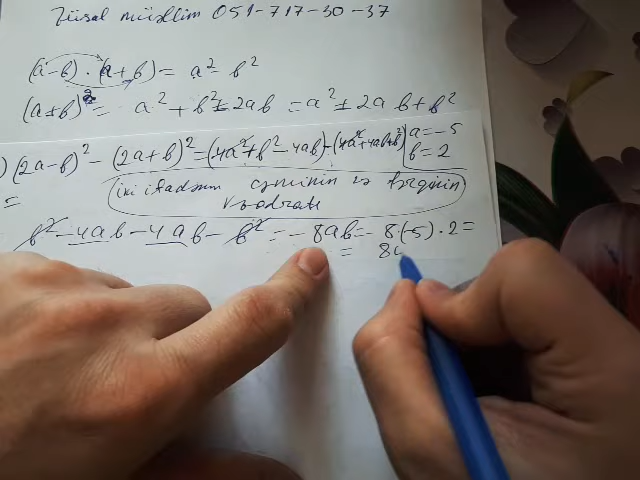 Züsal müəllim 051-717-30-37
(a-b)·(a+b)= a²-b²
(a±b)²= a²+b²±2ab =a²±2ab+b²
)(2a-b)²-(2a+b)²=(4a²+b²-4ab)-(4a²+4ab+b²) a=-5
= b=2
iki ifadənin cəminin və fərqinin
kvadratı
b²-4ab-4ab-b²=-8ab=-8·(-5)·2=
= 80